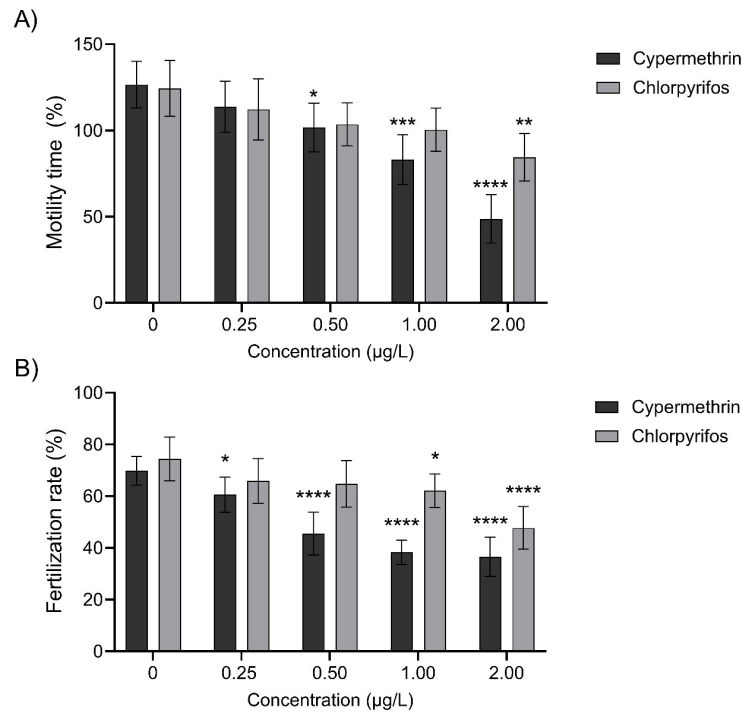 A)
Motility time (%)
150
100
50
0
Cypermethrin
Chlorpyrifos
*
***
**
****
0 0.25 0.50 1.00 2.00
Concentration (µg/L)
B)
Fertilization rate (%)
100
80
60
40
20
0
Cypermethrin
Chlorpyrifos
*
****
*
****
****
****
0 0.25 0.50 1.00 2.00
Concentration (µg/L)